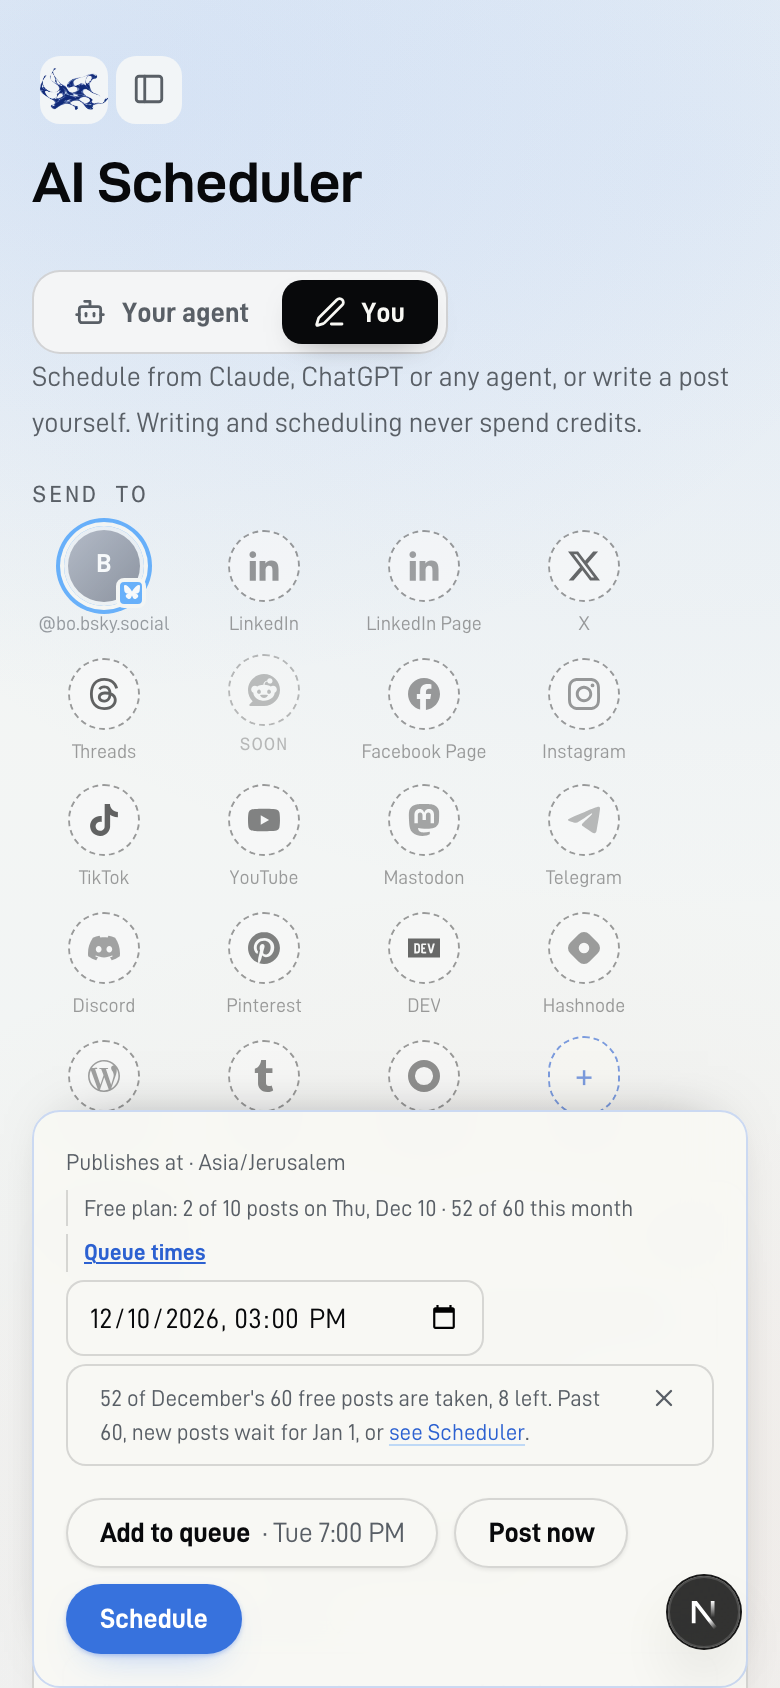 AI Scheduler
Your agent
You
Schedule from Claude, ChatGPT or any agent, or write a post
yourself. Writing and scheduling never spend credits.
SEND TO
B
in
in
X
@bo.bsky.social
LinkedIn
LinkedIn Page
X
Threads
SOON
Facebook Page
Instagram
TikTok
YouTube
Mastodon
Telegram
DEV
Discord
Pinterest
DEV
Hashnode
W
t
+
Publishes at · Asia/Jerusalem
Free plan: 2 of 10 posts on Thu, Dec 10 · 52 of 60 this month
Queue times
12/10/2026, 03:00 PM
52 of December's 60 free posts are taken, 8 left. Past
60, new posts wait for Jan 1, or see Scheduler.
Add to queue · Tue 7:00 PM
Post now
Schedule
N